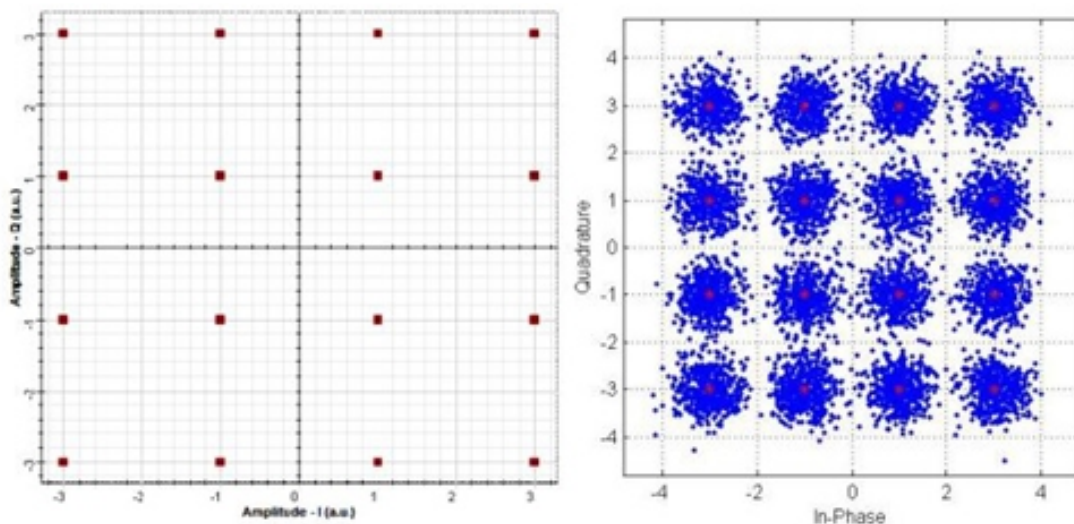 3
2
1
0
-1
-2
-3
Amplitude - Q (a.u.)
-3 -2 -1 0 1 2 3
Amplitude - I (a.u.)
4
3
2
1
0
-1
-2
-3
-4
Quadrature
-4 -2 0 2 4
In-Phase